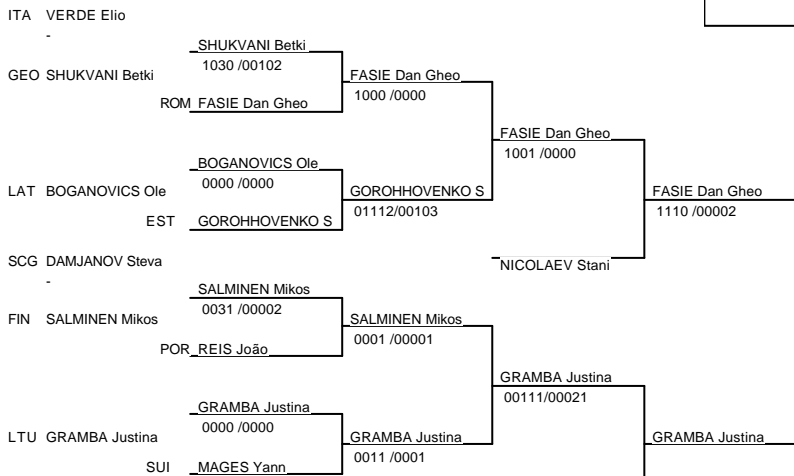 ITA VERDE Elio
-
SHUKVANI Betki
1030 /00102
GEO SHUKVANI Betki
FASIE Dan Gheo
1000 /0000
ROM FASIE Dan Gheo
FASIE Dan Gheo
1001 /0000
BOGANOVICS Ole
0000 /0000
LAT BOGANOVICS Ole
GOROHHOVENKO S
01112/00103
FASIE Dan Gheo
1110 /00002
EST GOROHHOVENKO S
SCG DAMJANOV Steva
-
NICOLAEV Stani
SALMINEN Mikos
0031 /00002
FIN SALMINEN Mikos
SALMINEN Mikos
0001 /00001
POR REIS João
GRAMBA Justina
00111/00021
GRAMBA Justina
0000 /0000
LTU GRAMBA Justina
GRAMBA Justina
0011 /0001
GRAMBA Justina
SUI MAGES Yann